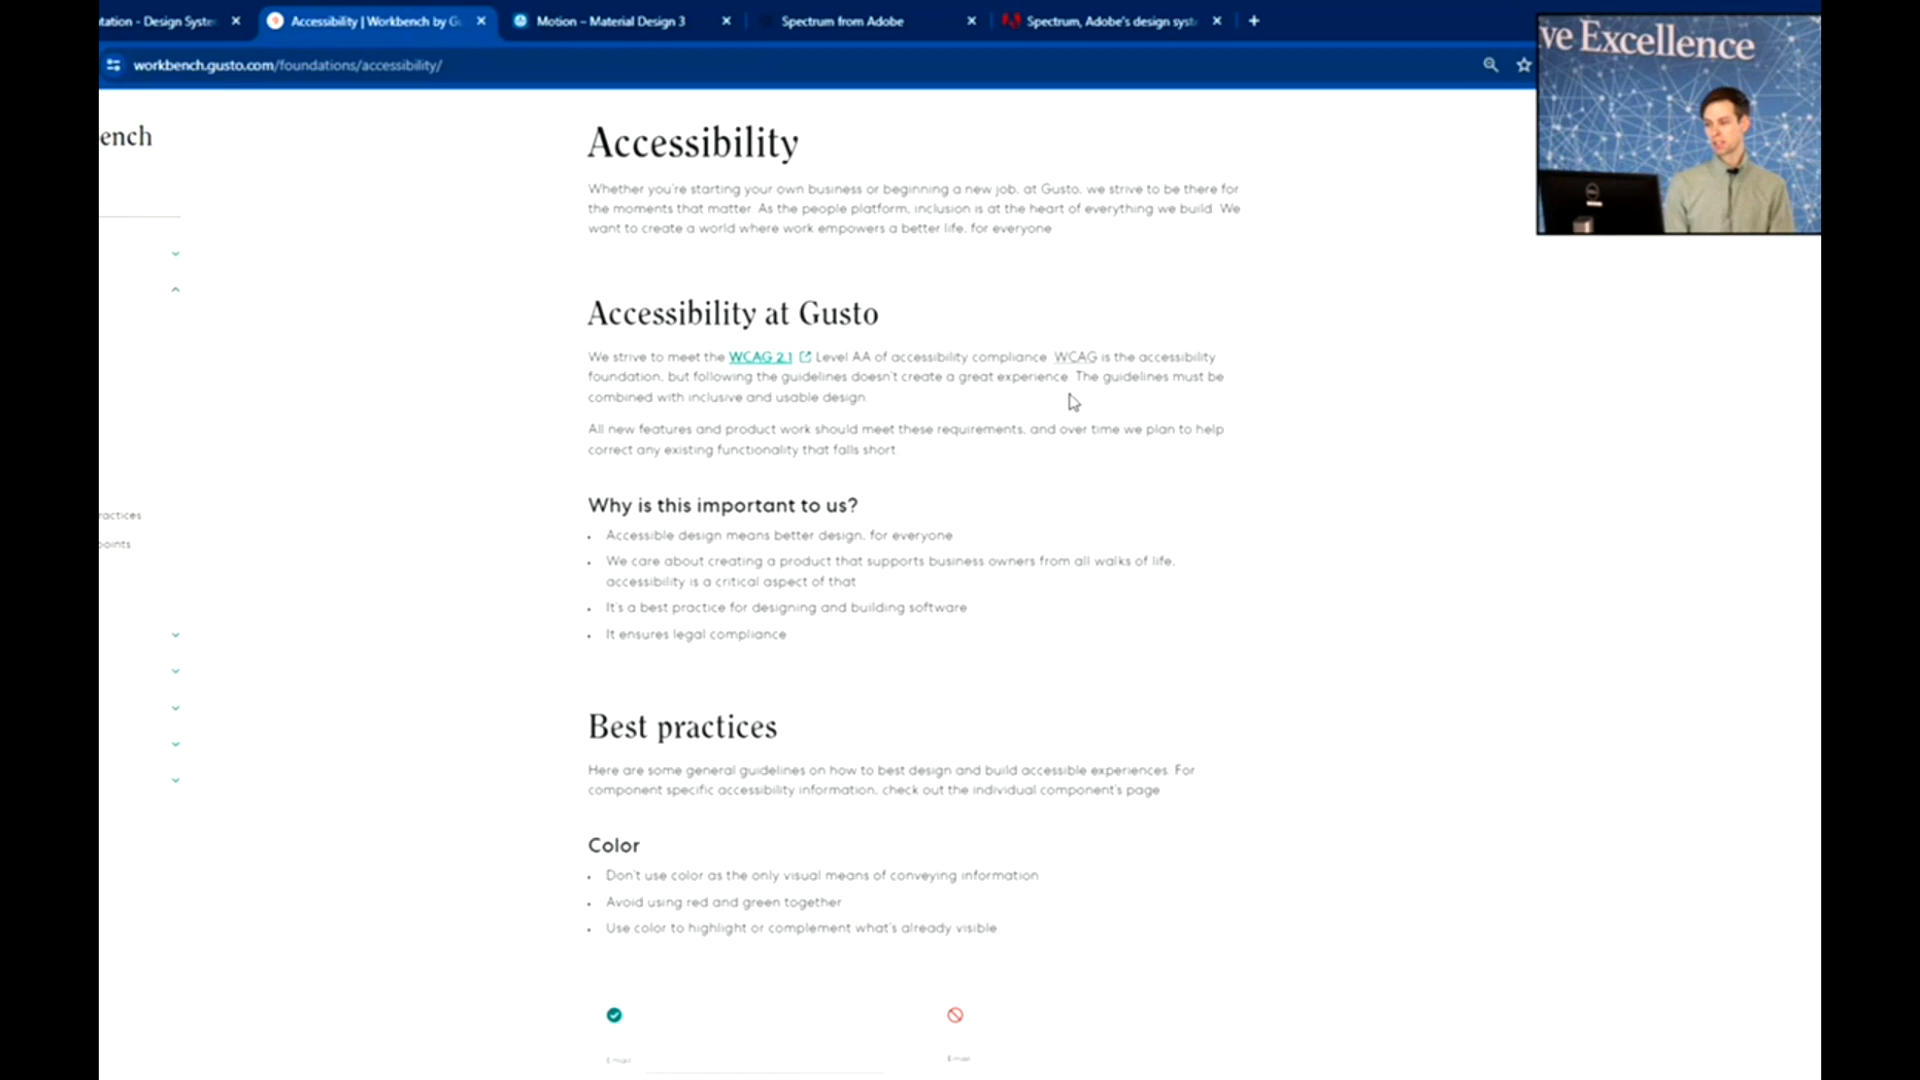 tation - Design Syste
Accessibility | Workbench by G
Motion – Material Design 3
Spectrum from Adobe
Spectrum, Adobe's design syst
workbench.gusto.com/foundations/accessibility/
ve Excellence
ench
Accessibility
Whether you're starting your own business or beginning a new job, at Gusto, we strive to be there for
the moments that matter. As the people platform, inclusion is at the heart of everything we build. We
want to create a world where work empowers a better life, for everyone.
Accessibility at Gusto
We strive to meet the WCAG 2.1 Level AA of accessibility compliance. WCAG is the accessibility
foundation, but following the guidelines doesn't create a great experience. The guidelines must be
combined with inclusive and usable design.
All new features and product work should meet these requirements, and over time we plan to help
correct any existing functionality that falls short.
Why is this important to us?
Accessible design means better design, for everyone
We care about creating a product that supports business owners from all walks of life,
accessibility is a critical aspect of that
It's a best practice for designing and building software
It ensures legal compliance
ractices
points
Best practices
Here are some general guidelines on how to best design and build accessible experiences. For
component specific accessibility information, check out the individual component's page.
Color
Don't use color as the only visual means of conveying information
Avoid using red and green together
Use color to highlight or complement what's already visible
Email
Email